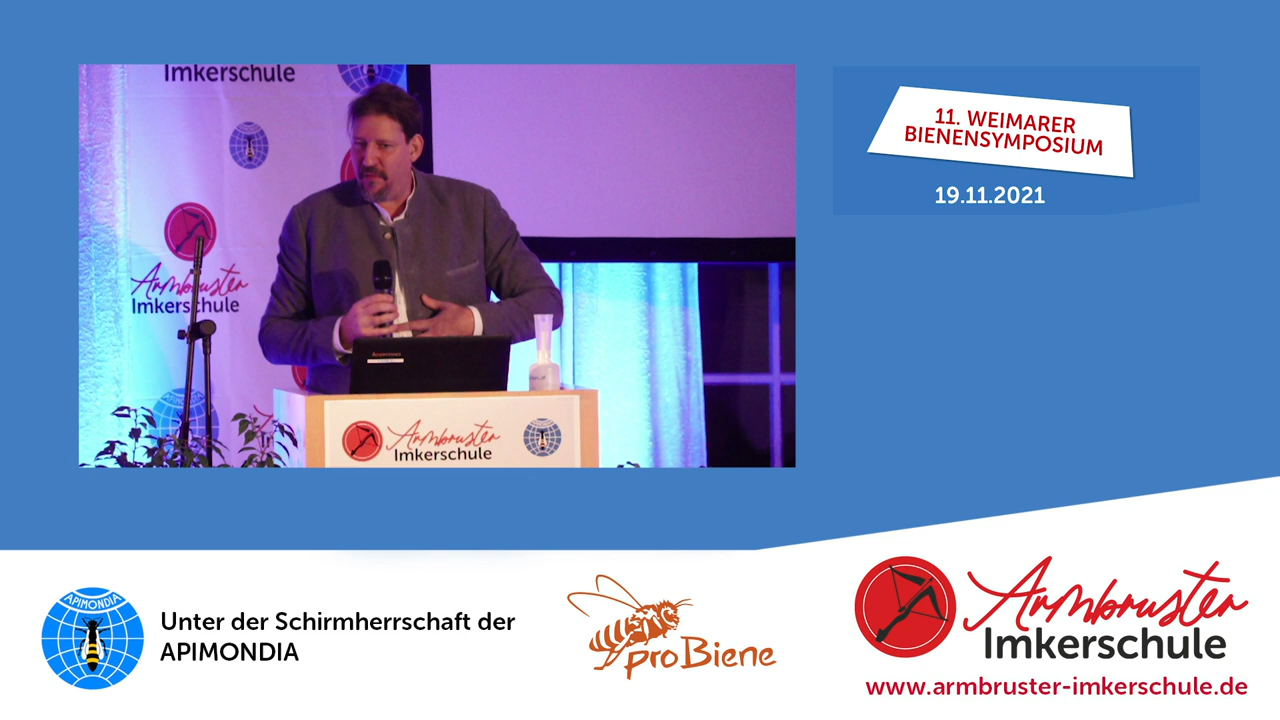 Imkerschule
Armbruster
Imkerschule
APIMONDIA
Armbruster
Imkerschule
11. WEIMARER
BIENENSYMPOSIUM
19.11.2021
APIMONDIA
Unter der Schirmherrschaft der
APIMONDIA
proBiene
Armbruster
Imkerschule
www.armbruster-imkerschule.de